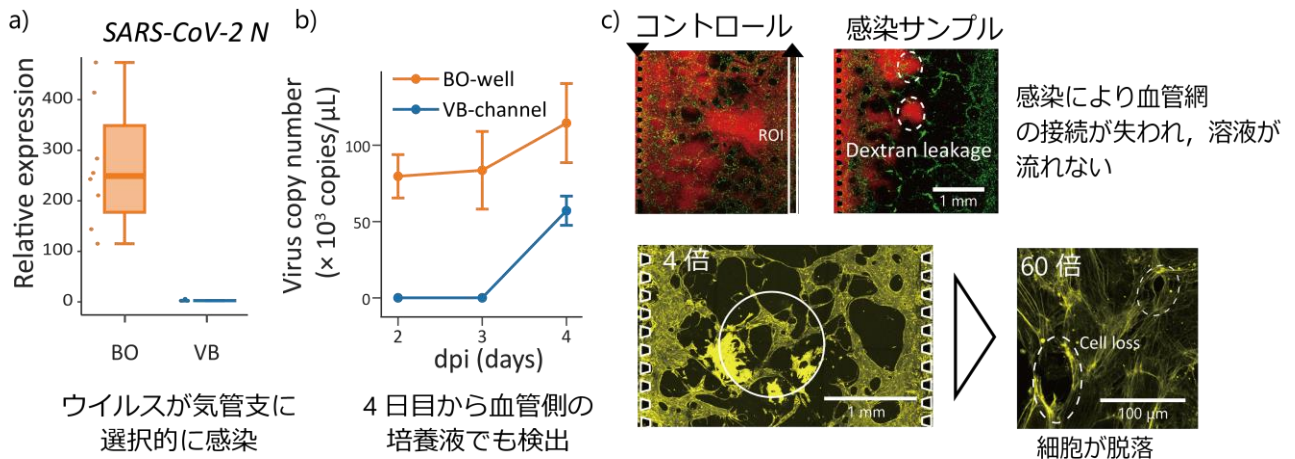 a)
SARS-CoV-2 N
Relative expression
400
300
200
100
0
BO
VB
ウイルスが気管支に
選択的に感染
b)
Virus copy number
(× 10³ copies/μL)
BO-well
VB-channel
100
50
0
2
3
4
dpi (days)
4 日目から血管側の
培養液でも検出
c)
コントロール
感染サンプル
ROI
Dextran leakage
1 mm
感染により血管網
の接続が失われ，溶液が
流れない
4 倍
1 mm
60 倍
Cell loss
100 μm
細胞が脱落